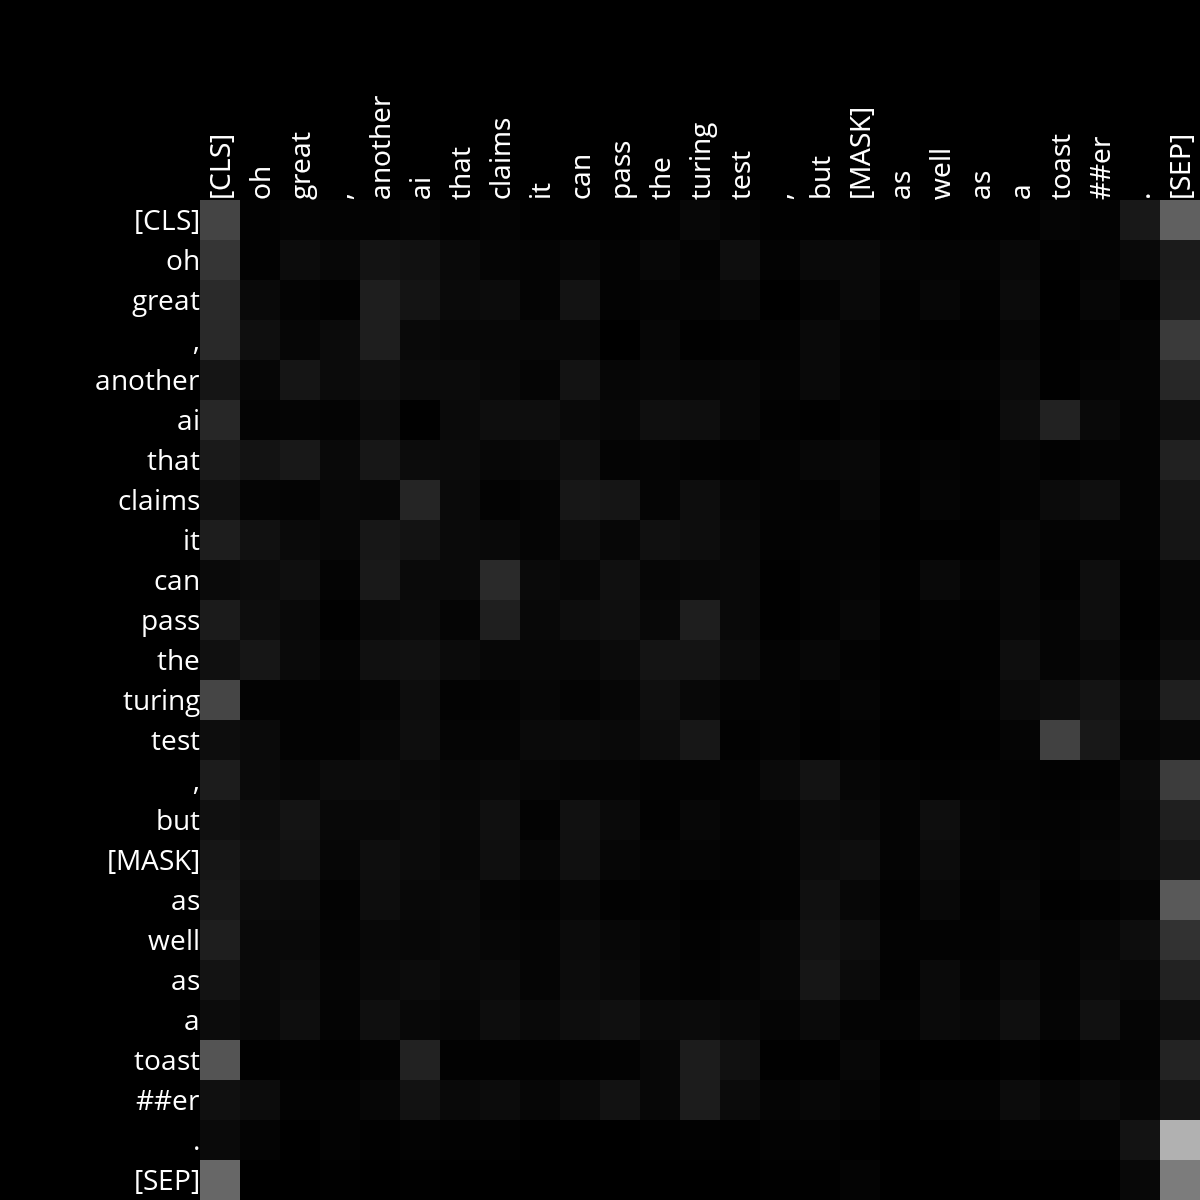 [CLS] oh great , another ai that claims it can pass the turing test , but [MASK] as well as a toast ##er . [SEP]
[CLS]
oh
great
,
another
ai
that
claims
it
can
pass
the
turing
test
,
but
[MASK]
as
well
as
a
toast
##er
.
[SEP]